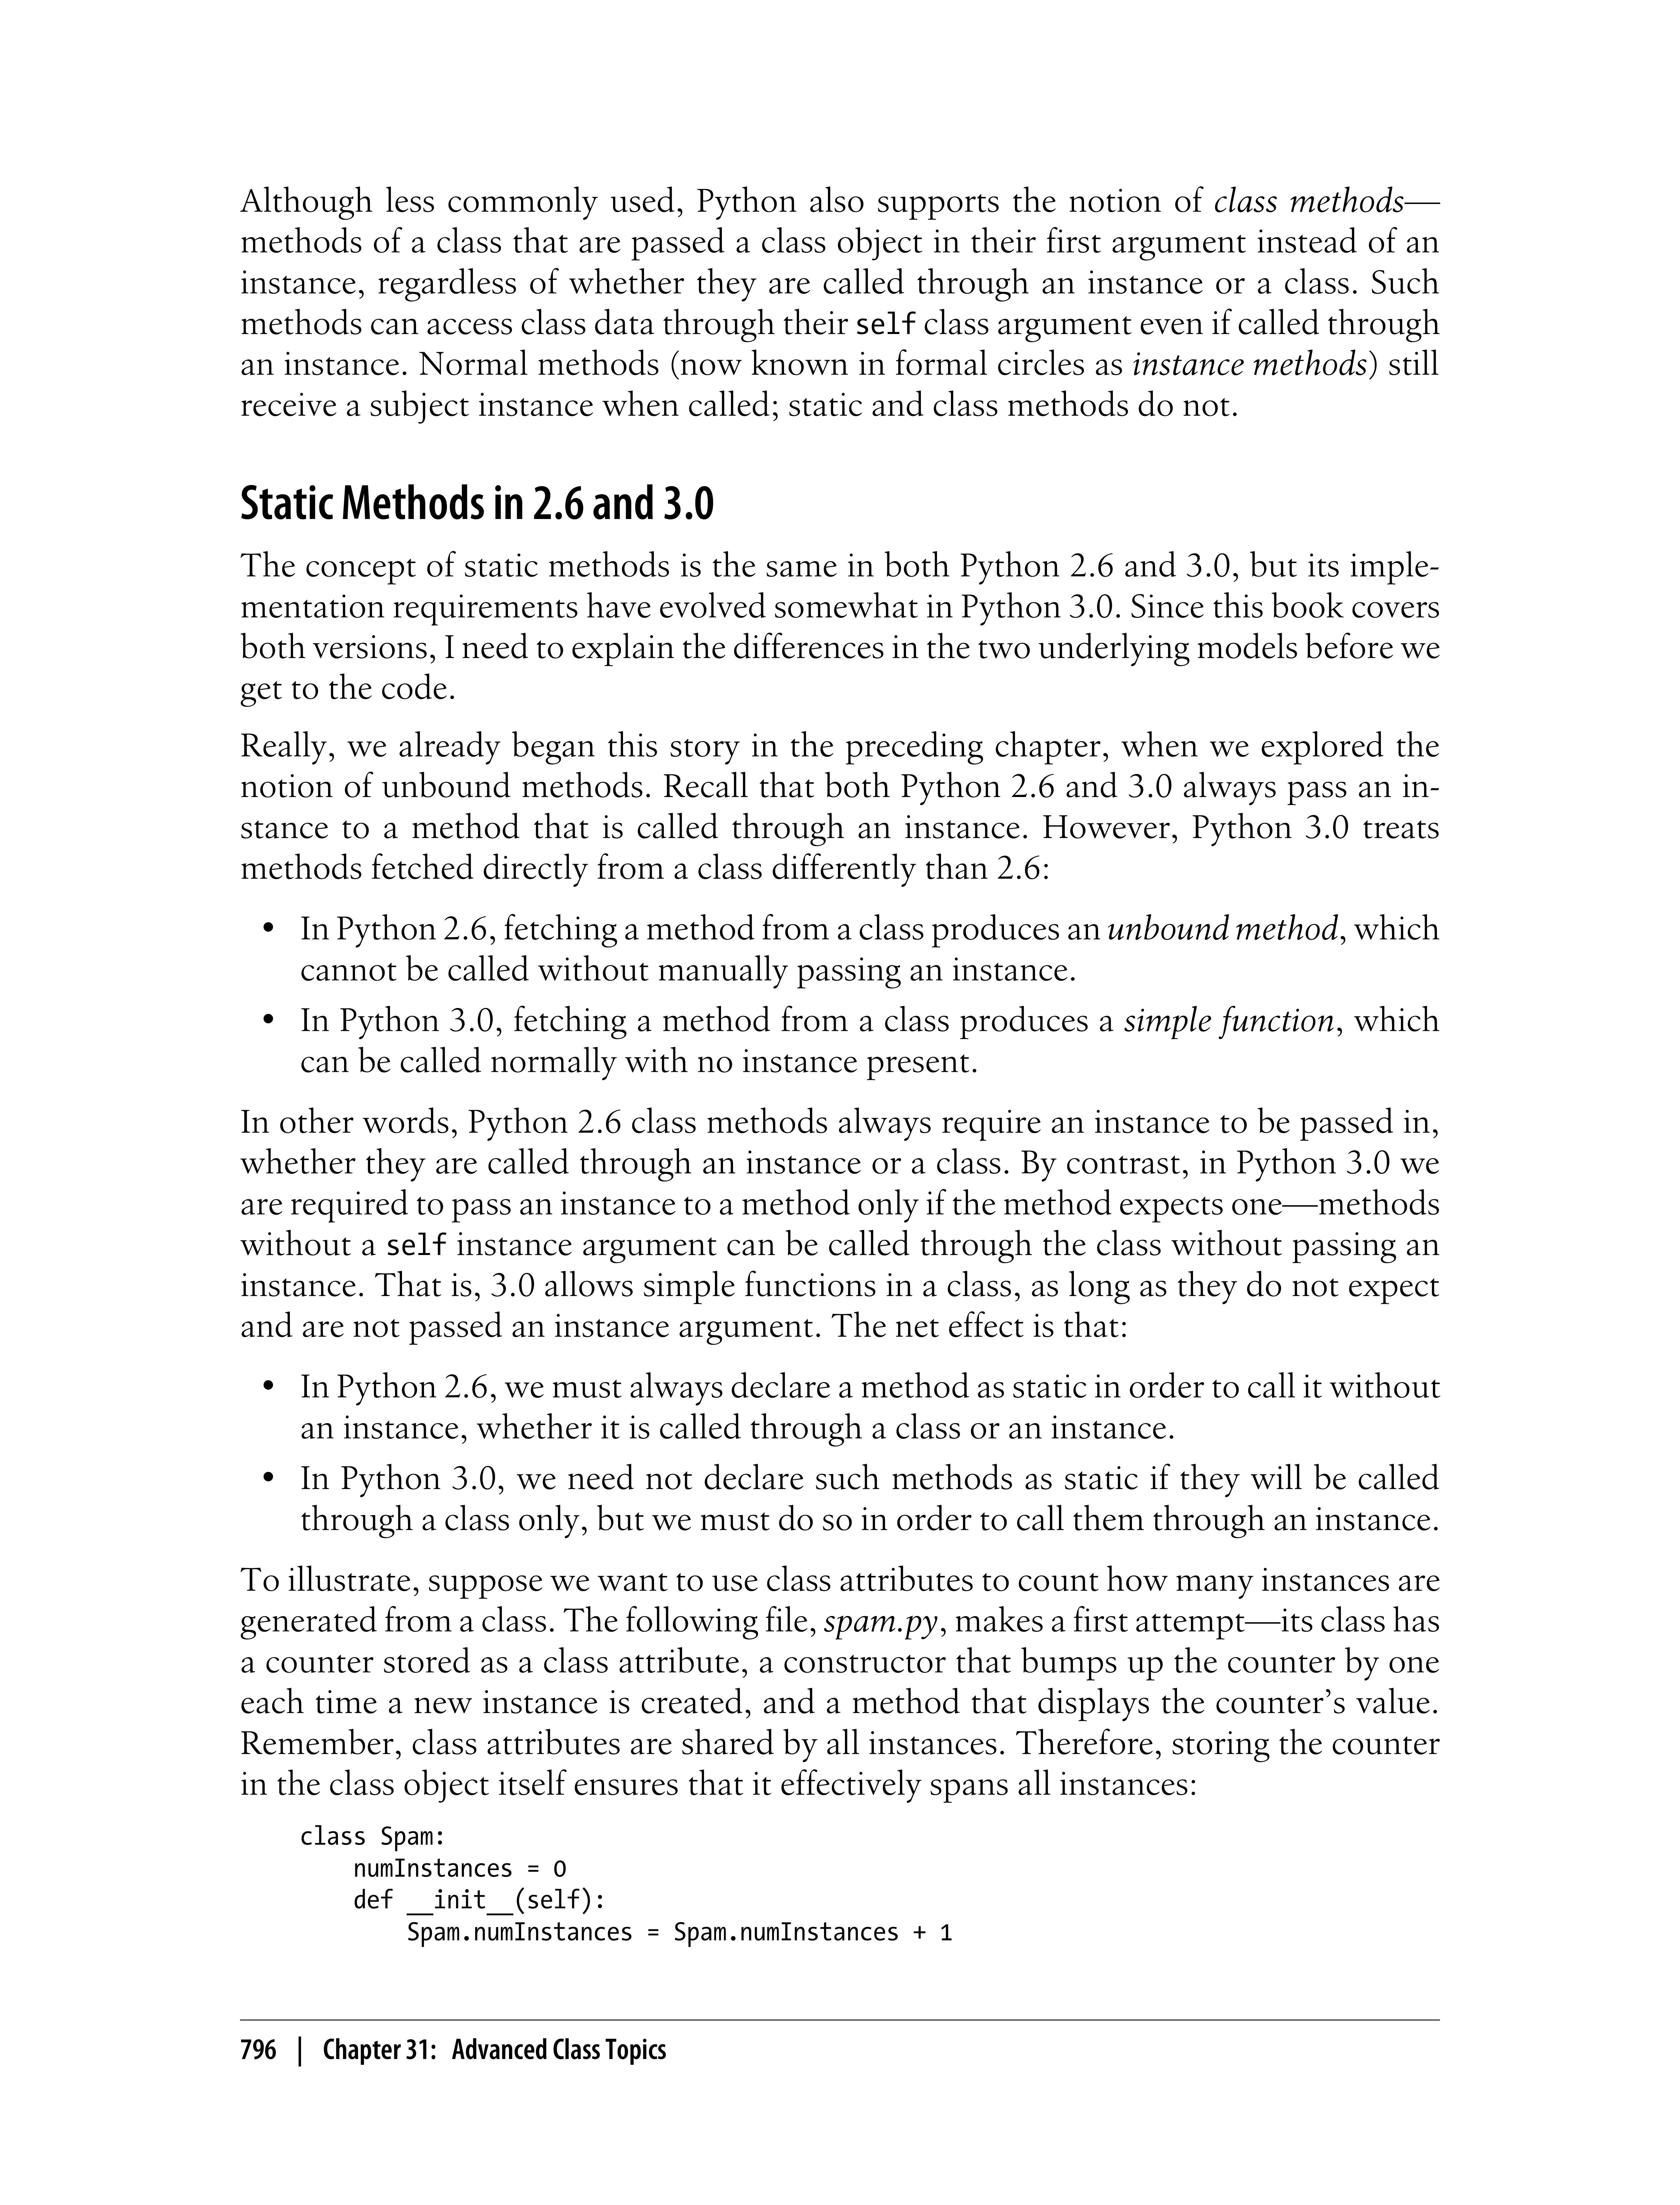 Although less commonly used, Python also supports the notion of class methods—
methods of a class that are passed a class object in their first argument instead of an
instance, regardless of whether they are called through an instance or a class. Such
methods can access class data through their self class argument even if called through
an instance. Normal methods (now known in formal circles as instance methods) still
receive a subject instance when called; static and class methods do not.
Static Methods in 2.6 and 3.0
The concept of static methods is the same in both Python 2.6 and 3.0, but its imple-
mentation requirements have evolved somewhat in Python 3.0. Since this book covers
both versions, I need to explain the differences in the two underlying models before we
get to the code.
Really, we already began this story in the preceding chapter, when we explored the
notion of unbound methods. Recall that both Python 2.6 and 3.0 always pass an in-
stance to a method that is called through an instance. However, Python 3.0 treats
methods fetched directly from a class differently than 2.6:
• In Python 2.6, fetching a method from a class produces an unbound method, which
cannot be called without manually passing an instance.
• In Python 3.0, fetching a method from a class produces a simple function, which
can be called normally with no instance present.
In other words, Python 2.6 class methods always require an instance to be passed in,
whether they are called through an instance or a class. By contrast, in Python 3.0 we
are required to pass an instance to a method only if the method expects one—methods
without a self instance argument can be called through the class without passing an
instance. That is, 3.0 allows simple functions in a class, as long as they do not expect
and are not passed an instance argument. The net effect is that:
• In Python 2.6, we must always declare a method as static in order to call it without
an instance, whether it is called through a class or an instance.
• In Python 3.0, we need not declare such methods as static if they will be called
through a class only, but we must do so in order to call them through an instance.
To illustrate, suppose we want to use class attributes to count how many instances are
generated from a class. The following file, spam.py, makes a first attempt—its class has
a counter stored as a class attribute, a constructor that bumps up the counter by one
each time a new instance is created, and a method that displays the counter’s value.
Remember, class attributes are shared by all instances. Therefore, storing the counter
in the class object itself ensures that it effectively spans all instances:
class Spam:
    numInstances = 0
    def __init__(self):
        Spam.numInstances = Spam.numInstances + 1
796 | Chapter 31: Advanced Class Topics